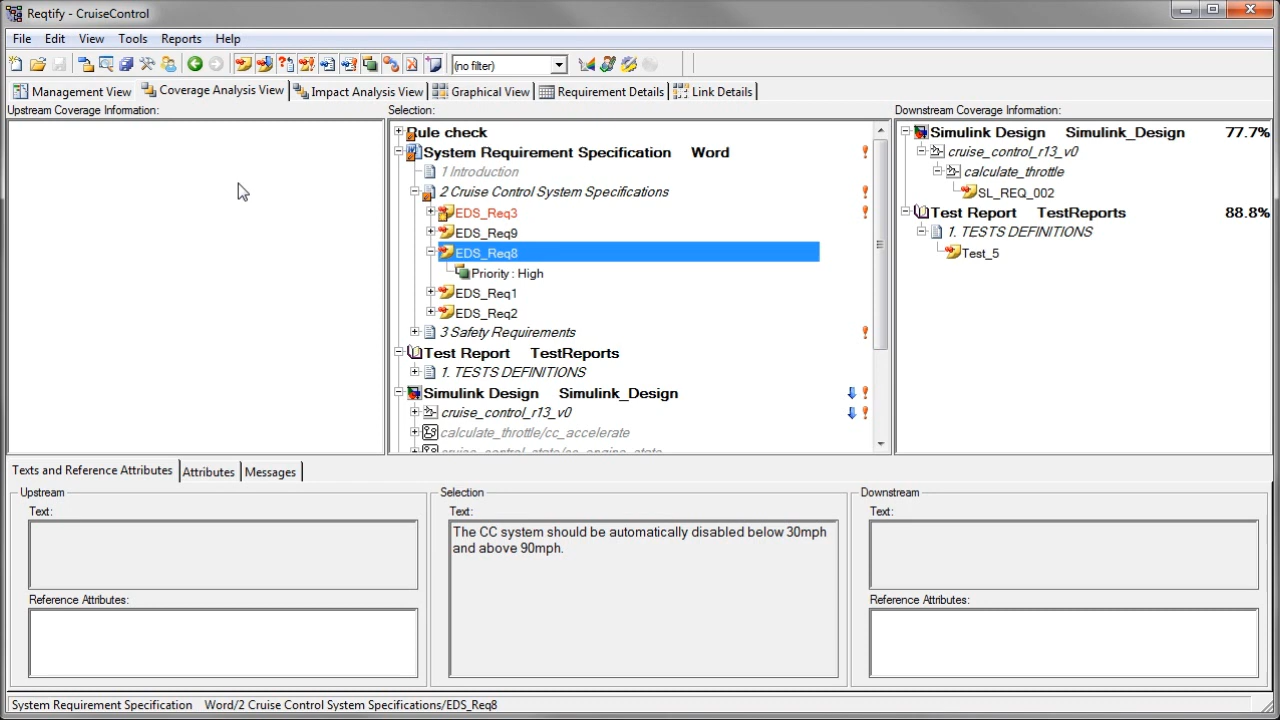 Reqtify - CruiseControl
File Edit View Tools Reports Help
(no filter)
Management View Coverage Analysis View Impact Analysis View Graphical View Requirement Details Link Details
Upstream Coverage Information:
Selection:
Rule check
System Requirement Specification Word
1 Introduction
2 Cruise Control System Specifications
EDS_Req3
EDS_Req9
EDS_Req8
Priority : High
EDS_Req1
EDS_Req2
3 Safety Requirements
Test Report TestReports
1. TESTS DEFINITIONS
Simulink Design Simulink_Design
cruise_control_r13_v0
calculate_throttle/cc_accelerate
cruise_control_state/cc_engine_state
Downstream Coverage Information:
Simulink Design Simulink_Design 77.7%
cruise_control_r13_v0
calculate_throttle
SL_REQ_002
Test Report TestReports 88.8%
1. TESTS DEFINITIONS
Test_5
Texts and Reference Attributes Attributes Messages
Upstream
Text:
Reference Attributes:
Selection
Text:
The CC system should be automatically disabled below 30mph
and above 90mph.
Downstream
Text:
Reference Attributes:
System Requirement Specification Word/2 Cruise Control System Specifications/EDS_Req8